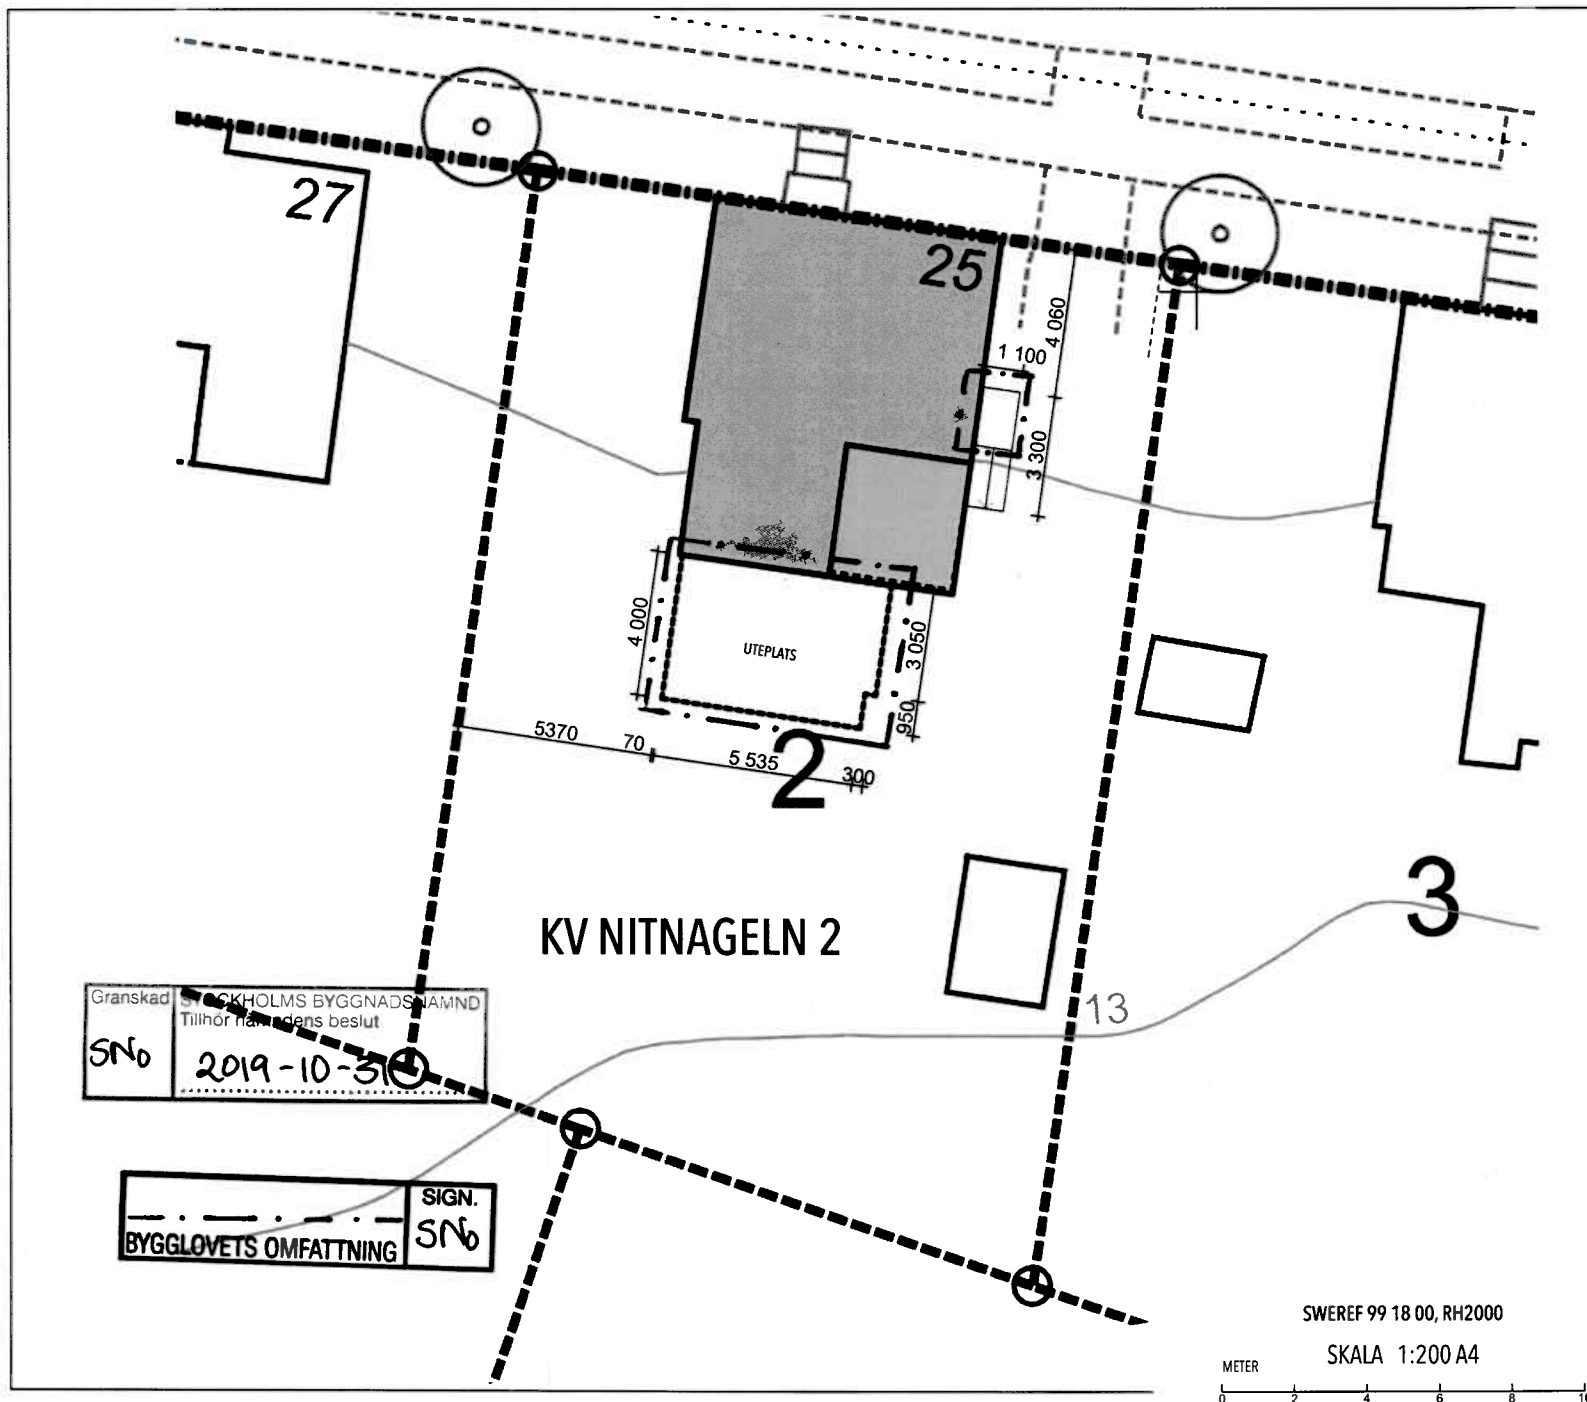 27
25
4 060
1 100
3 300
4 000
UTEPLATS
3 050
950
5370
70
5 535
300
2
3
KV NITNAGELN 2
13
Granskad
STOCKHOLMS BYGGNADSNÄMND
Tillhör nämndens beslut
SNo
2019-10-31
SIGN.
SNo
BYGGLOVETS OMFATTNING
SWEREF 99 18 00, RH2000
SKALA 1:200 A4
METER
0 2 4 6 8 10